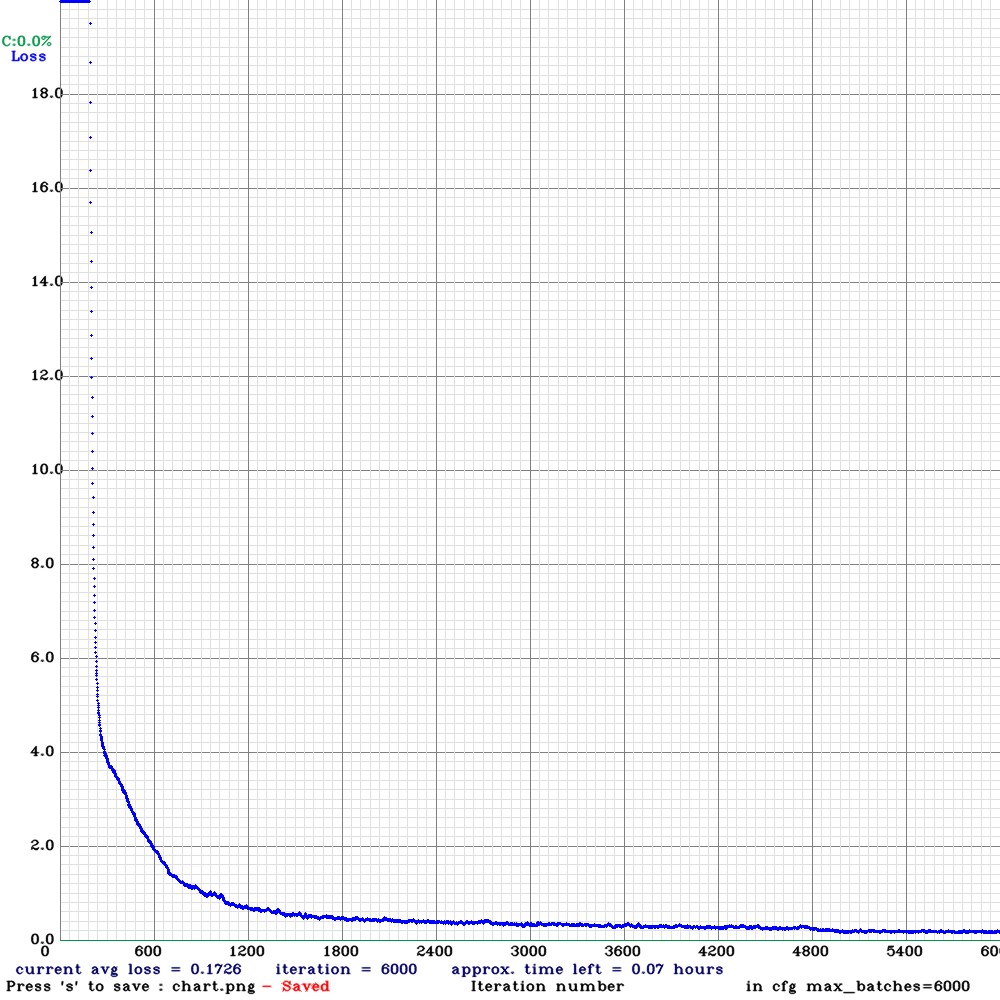 C:0.0%
Loss
18.0
16.0
14.0
12.0
10.0
8.0
6.0
4.0
2.0
0.0
0 600 1200 1800 2400 3000 3600 4200 4800 5400 60
current avg loss = 0.1726 iteration = 6000 approx. time left = 0.07 hours
Press 's' to save : chart.png - Saved Iteration number in cfg max_batches=6000